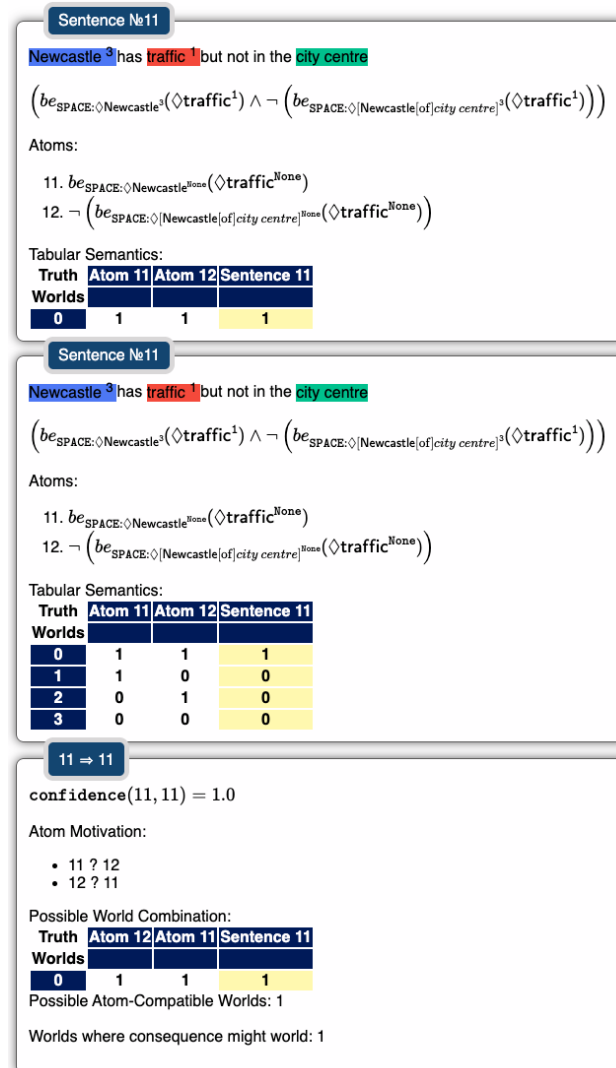 Sentence №11
Newcastle ³ has traffic ¹ but not in the city centre
(be_SPACE:◇Newcastle³(◇traffic¹) ∧ ¬ (be_SPACE:◇[Newcastle[of]city centre]³(◇traffic¹)))
Atoms:
11. be_SPACE:◇Newcastle^None(◇traffic^None)
12. ¬ (be_SPACE:◇[Newcastle[of]city centre]^None(◇traffic^None))
Tabular Semantics:
Truth Atom 11 Atom 12 Sentence 11
Worlds
0 1 1 1
Sentence №11
Newcastle ³ has traffic ¹ but not in the city centre
(be_SPACE:◇Newcastle³(◇traffic¹) ∧ ¬ (be_SPACE:◇[Newcastle[of]city centre]³(◇traffic¹)))
Atoms:
11. be_SPACE:◇Newcastle^None(◇traffic^None)
12. ¬ (be_SPACE:◇[Newcastle[of]city centre]^None(◇traffic^None))
Tabular Semantics:
Truth Atom 11 Atom 12 Sentence 11
Worlds
0 1 1 1
1 1 0 0
2 0 1 0
3 0 0 0
11 ⇒ 11
confidence(11, 11) = 1.0
Atom Motivation:
• 11 ? 12
• 12 ? 11
Possible World Combination:
Truth Atom 12 Atom 11 Sentence 11
Worlds
0 1 1 1
Possible Atom-Compatible Worlds: 1
Worlds where consequence might world: 1